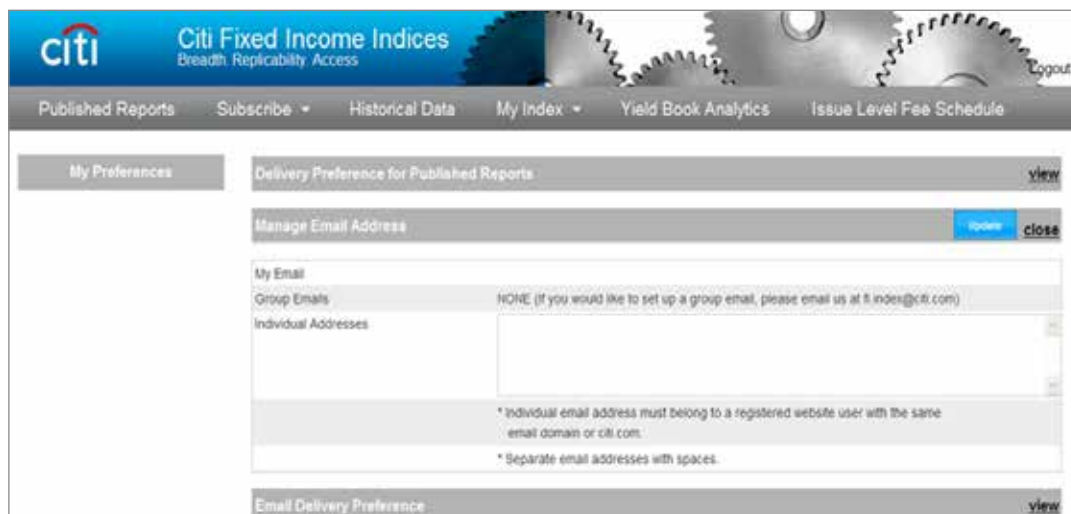 citi
Citi Fixed Income Indices
Breadth. Replicability. Access
Logout
Published Reports Subscribe Historical Data My Index Yield Book Analytics Issue Level Fee Schedule
My Preferences
Delivery Preference for Published Reports view
Manage Email Address Update close
My Email
Group Emails NONE (If you would like to set up a group email, please email us at fi.index@citi.com)
Individual Addresses
* Individual email address must belong to a registered website user with the same
email domain or citi.com.
* Separate email addresses with spaces.
Email Delivery Preference view